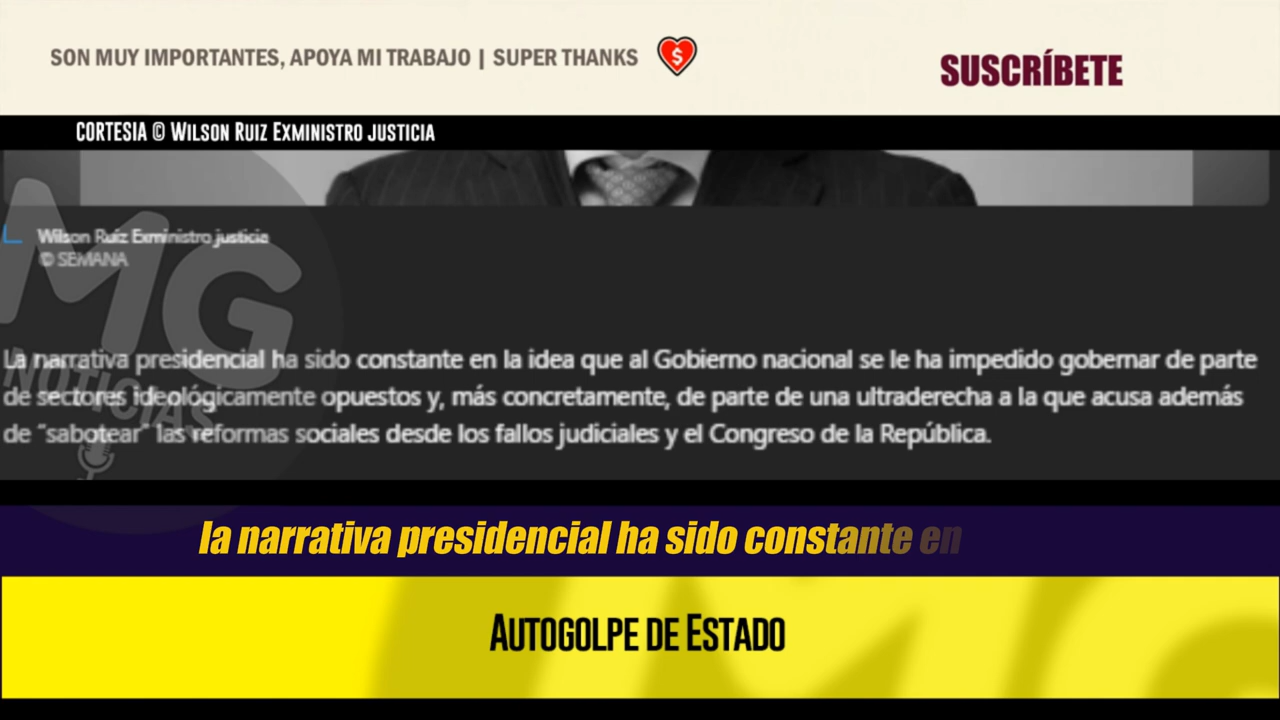 SON MUY IMPORTANTES, APOYA MI TRABAJO | SUPER THANKS
$
SUSCRÍBETE
CORTESIA © WILSON RUIZ EXMINISTRO JUSTICIA
Wilson Ruiz Exministro justicia
© SEMANA
MG
NOTICIAS
La narrativa presidencial ha sido constante en la idea que al Gobierno nacional se le ha impedido gobernar de parte
de sectores ideológicamente opuestos y, más concretamente, de parte de una ultraderecha a la que acusa además
de "sabotear" las reformas sociales desde los fallos judiciales y el Congreso de la República.
la narrativa presidencial ha sido constante en
AUTOGOLPE DE ESTADO